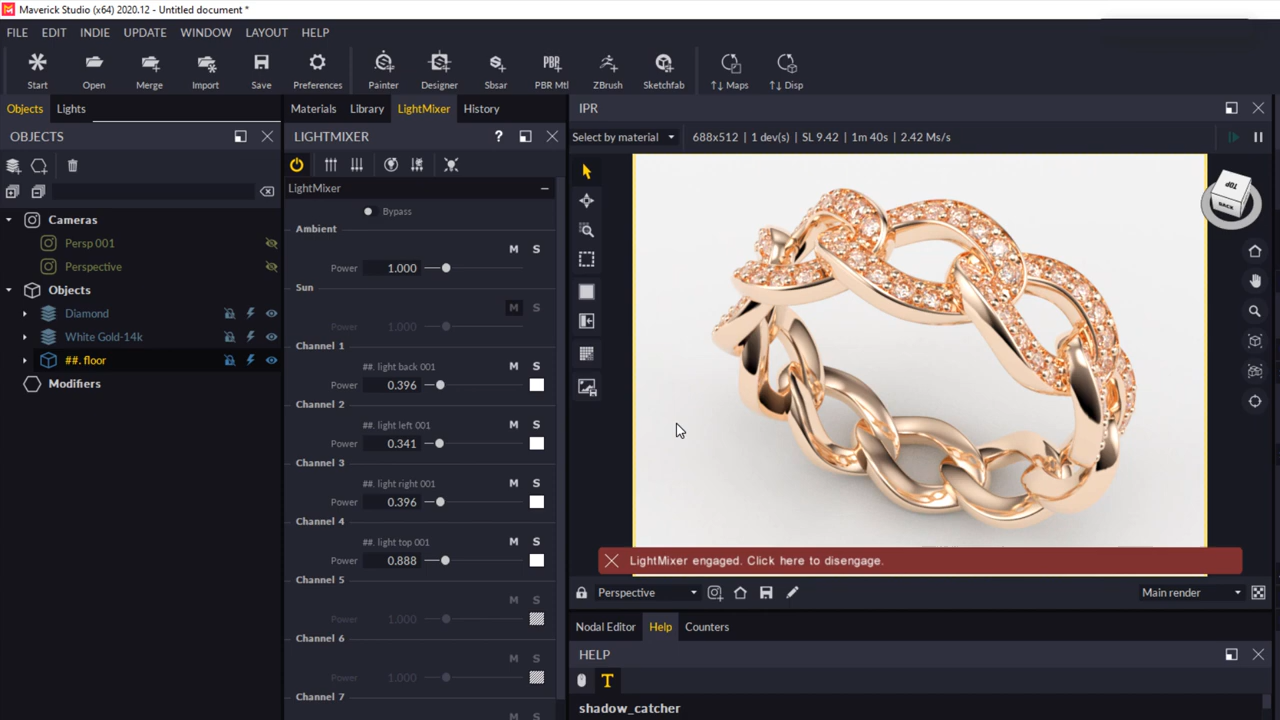 Maverick Studio (x64) 2020.12 - Untitled document *
FILE EDIT INDIE UPDATE WINDOW LAYOUT HELP
PBR
Start Open Merge Import Save Preferences Painter Designer Sbsar PBR Mtl ZBrush Sketchfab ↑↓ Maps ↑↓ Disp
Objects Lights
OBJECTS
Cameras
Persp 001
Perspective
Objects
Diamond
White Gold-14k
##. floor
Modifiers
Materials Library LightMixer History
LIGHTMIXER ?
LightMixer
Bypass
Ambient
M S
Power 1.000
Sun
M S
Power 1.000
Channel 1
##. light back 001 M S
Power 0.396
Channel 2
##. light left 001 M S
Power 0.341
Channel 3
##. light right 001 M S
Power 0.396
Channel 4
##. light top 001 M S
Power 0.888
Channel 5
M S
Power 1.000
Channel 6
M S
Power 1.000
Channel 7
M S
IPR
Select by material 688x512 | 1 dev(s) | SL 9.42 | 1m 40s | 2.42 Ms/s
TOP
BACK
LightMixer engaged. Click here to disengage.
Perspective Main render
Nodal Editor Help Counters
HELP
T
shadow_catcher